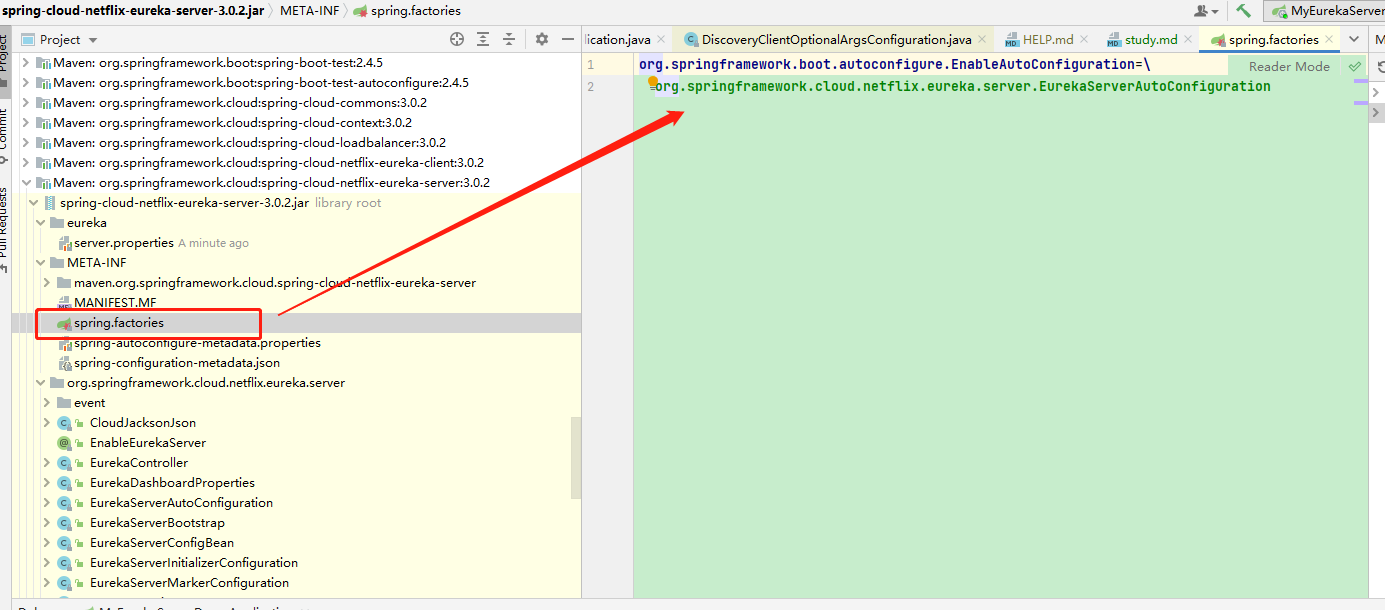 spring-cloud-netflix-eureka-server-3.0.2.jar META-INF spring.factories MyEurekaServer
Project
Commit
Pull Requests
Project
lication.java DiscoveryClientOptionalArgsConfiguration.java HELP.md study.md spring.factories M
Maven: org.springframework.boot:spring-boot-test:2.4.5
Maven: org.springframework.boot:spring-boot-test-autoconfigure:2.4.5
Maven: org.springframework.cloud:spring-cloud-commons:3.0.2
Maven: org.springframework.cloud:spring-cloud-context:3.0.2
Maven: org.springframework.cloud:spring-cloud-loadbalancer:3.0.2
Maven: org.springframework.cloud:spring-cloud-netflix-eureka-client:3.0.2
Maven: org.springframework.cloud:spring-cloud-netflix-eureka-server:3.0.2
spring-cloud-netflix-eureka-server-3.0.2.jar library root
eureka
server.properties A minute ago
META-INF
maven.org.springframework.cloud.spring-cloud-netflix-eureka-server
MANIFEST.MF
spring.factories
spring-autoconfigure-metadata.properties
spring-configuration-metadata.json
org.springframework.cloud.netflix.eureka.server
event
CloudJacksonJson
EnableEurekaServer
EurekaController
EurekaDashboardProperties
EurekaServerAutoConfiguration
EurekaServerBootstrap
EurekaServerConfigBean
EurekaServerInitializerConfiguration
EurekaServerMarkerConfiguration
1 org.springframework.boot.autoconfigure.EnableAutoConfiguration=\
Reader Mode
2 org.springframework.cloud.netflix.eureka.server.EurekaServerAutoConfiguration